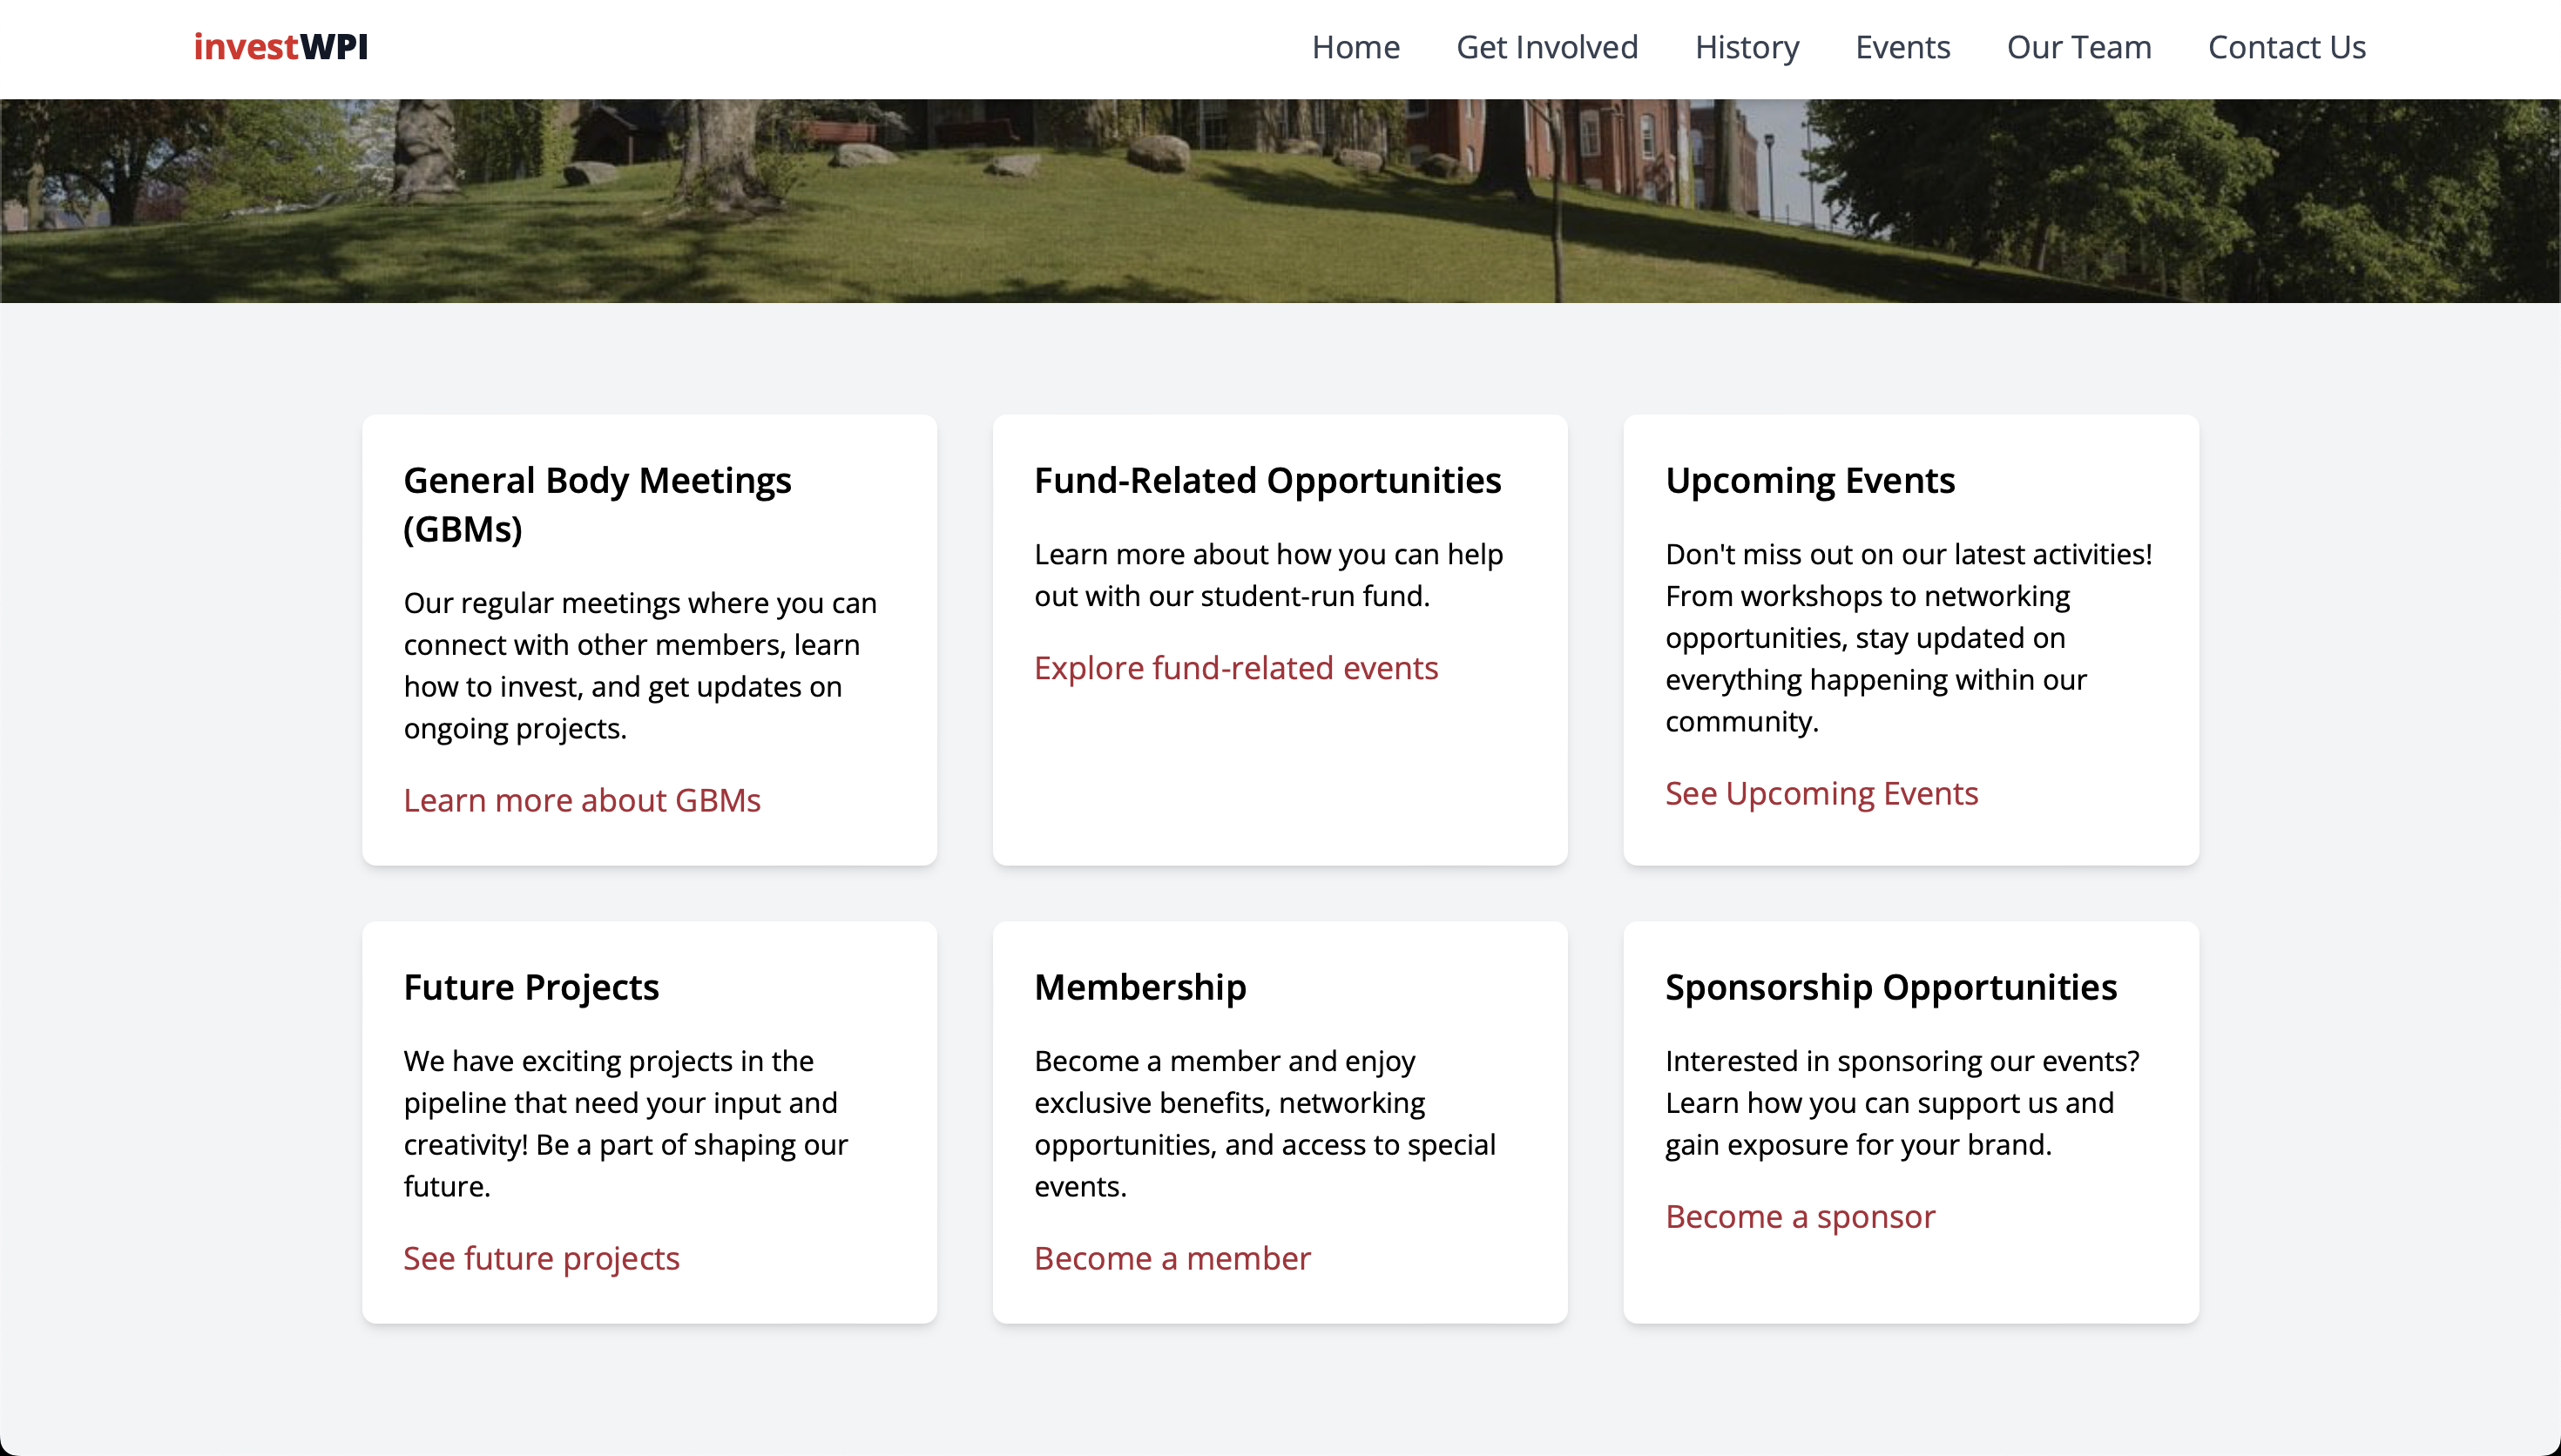 investWPI
Home Get Involved History Events Our Team Contact Us
General Body Meetings
(GBMs)
Our regular meetings where you can
connect with other members, learn
how to invest, and get updates on
ongoing projects.
Learn more about GBMs
Fund-Related Opportunities
Learn more about how you can help
out with our student-run fund.
Explore fund-related events
Upcoming Events
Don't miss out on our latest activities!
From workshops to networking
opportunities, stay updated on
everything happening within our
community.
See Upcoming Events
Future Projects
We have exciting projects in the
pipeline that need your input and
creativity! Be a part of shaping our
future.
See future projects
Membership
Become a member and enjoy
exclusive benefits, networking
opportunities, and access to special
events.
Become a member
Sponsorship Opportunities
Interested in sponsoring our events?
Learn how you can support us and
gain exposure for your brand.
Become a sponsor